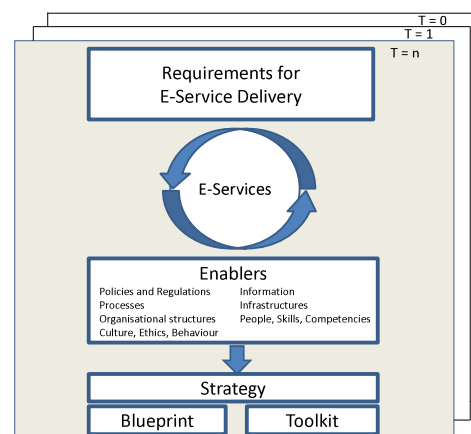 T = 0
T = 1
T = n
Requirements for
E-Service Delivery
E-Services
Enablers
Policies and Regulations
Processes
Organisational structures
Culture, Ethics, Behaviour
Information
Infrastructures
People, Skills, Competencies
Strategy
Blueprint
Toolkit